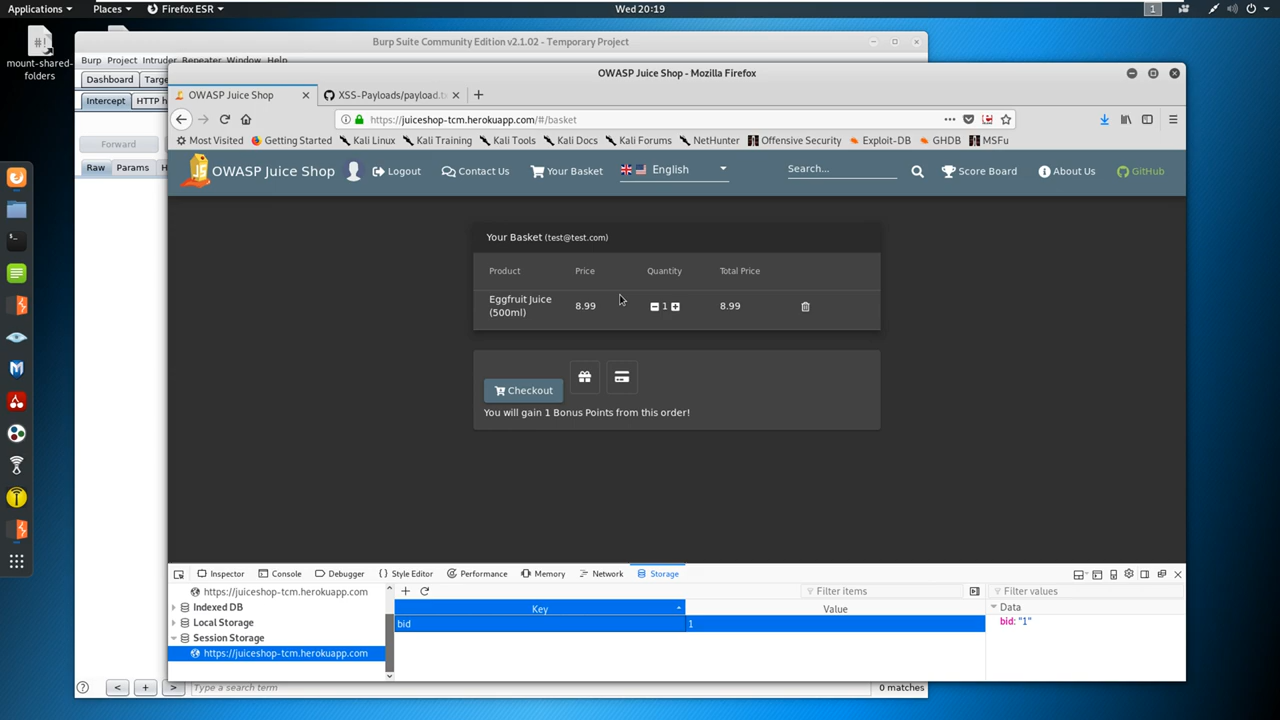 Applications Places Firefox ESR Wed 20:19 1
mount-shared-folders
Burp Suite Community Edition v2.1.02 - Temporary Project
Burp Project Intruder Repeater Window Help
Dashboard Targe
Intercept HTTP h
Forward
Raw Params H
OWASP Juice Shop - Mozilla Firefox
OWASP Juice Shop XSS-Payloads/payload.t
https://juiceshop-tcm.herokuapp.com/#/basket
Most Visited Getting Started Kali Linux Kali Training Kali Tools Kali Docs Kali Forums NetHunter Offensive Security Exploit-DB GHDB MSFu
OWASP Juice Shop Logout Contact Us Your Basket English Search... Score Board About Us GitHub
Your Basket (test@test.com)
Product Price Quantity Total Price
Eggfruit Juice (500ml) 8.99 1 8.99
Checkout
You will gain 1 Bonus Points from this order!
Inspector Console Debugger Style Editor Performance Memory Network Storage
https://juiceshop-tcm.herokuapp.com
Filter items Filter values
Indexed DB
Key Value Data
Local Storage
bid 1 bid: "1"
Session Storage
https://juiceshop-tcm.herokuapp.com
? < + > Type a search term 0 matches